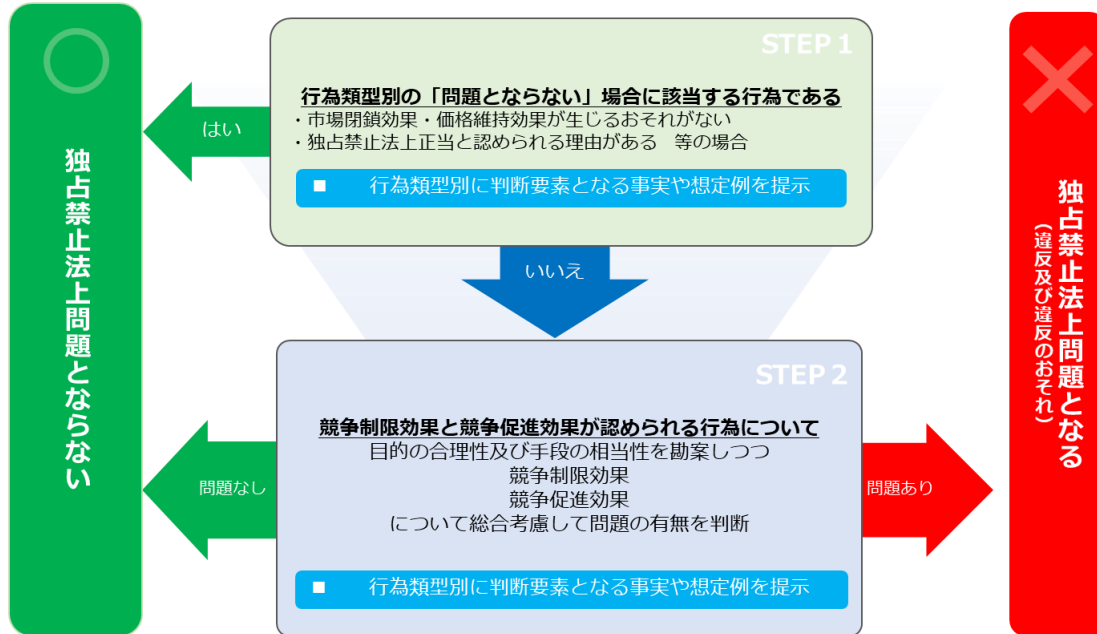 独占禁止法上問題とならない
はい
STEP 1
行為類型別の「問題とならない」場合に該当する行為である
・市場閉鎖効果・価格維持効果が生じるおそれがない
・独占禁止法上正当と認められる理由がある　等の場合
■　行為類型別に判断要素となる事実や想定例を提示
いいえ
問題なし
STEP 2
競争制限効果と競争促進効果が認められる行為について
目的の合理性及び手段の相当性を勘案しつつ
競争制限効果
競争促進効果
について総合考慮して問題の有無を判断
■　行為類型別に判断要素となる事実や想定例を提示
問題あり
独占禁止法上問題となる
（違反及び違反のおそれ）